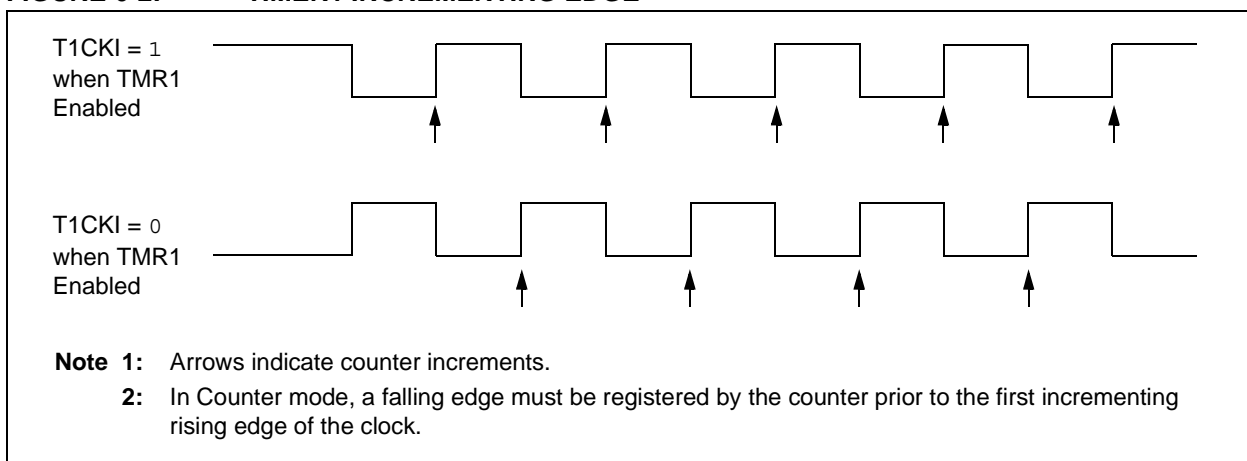 T1CKI = 1
when TMR1
Enabled
T1CKI = 0
when TMR1
Enabled
Note 1: Arrows indicate counter increments.
2: In Counter mode, a falling edge must be registered by the counter prior to the first incrementing
rising edge of the clock.